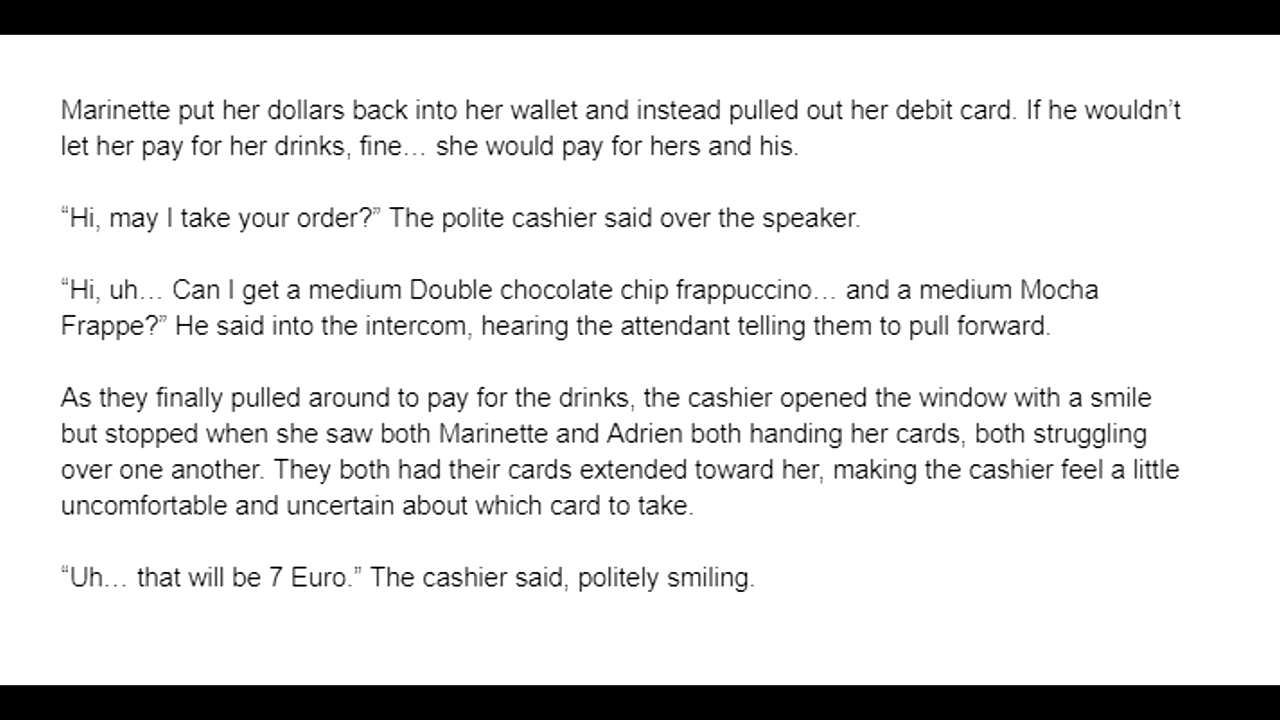 Marinette put her dollars back into her wallet and instead pulled out her debit card. If he wouldn’t
let her pay for her drinks, fine… she would pay for hers and his.
“Hi, may I take your order?” The polite cashier said over the speaker.
“Hi, uh… Can I get a medium Double chocolate chip frappuccino… and a medium Mocha
Frappe?” He said into the intercom, hearing the attendant telling them to pull forward.
As they finally pulled around to pay for the drinks, the cashier opened the window with a smile
but stopped when she saw both Marinette and Adrien both handing her cards, both struggling
over one another. They both had their cards extended toward her, making the cashier feel a little
uncomfortable and uncertain about which card to take.
“Uh… that will be 7 Euro.” The cashier said, politely smiling.